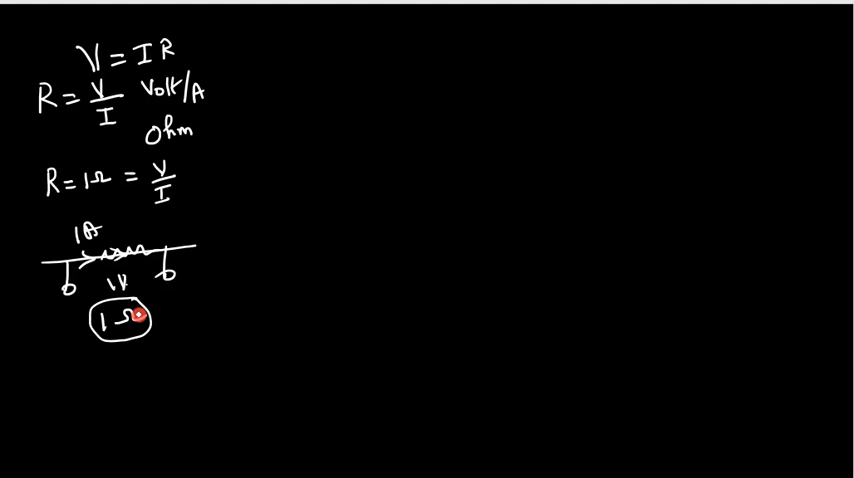 V = I R
R = V/I Volt/A
Ohm
R = 1Ω = V/I
1A
1V
1Ω